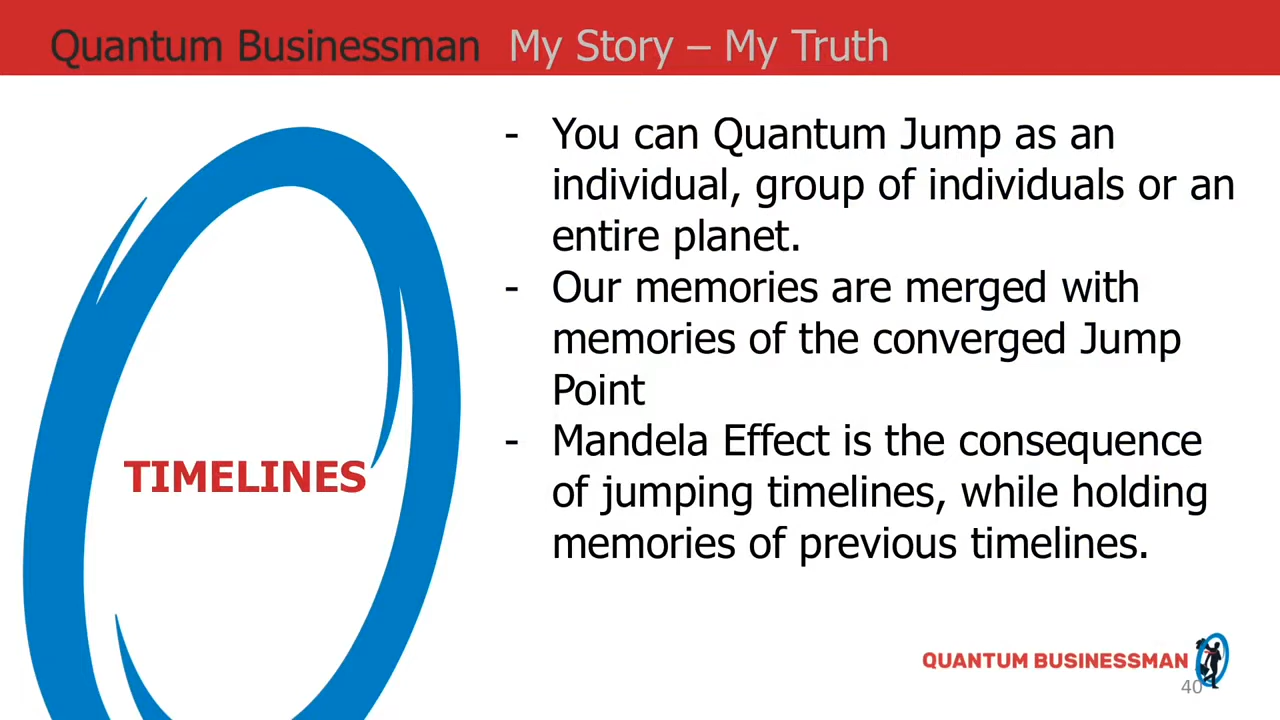 Quantum Businessman My Story – My Truth
- You can Quantum Jump as an
individual, group of individuals or an
entire planet.
- Our memories are merged with
memories of the converged Jump
Point
- Mandela Effect is the consequence
of jumping timelines, while holding
memories of previous timelines.
TIMELINES
QUANTUM BUSINESSMAN
40